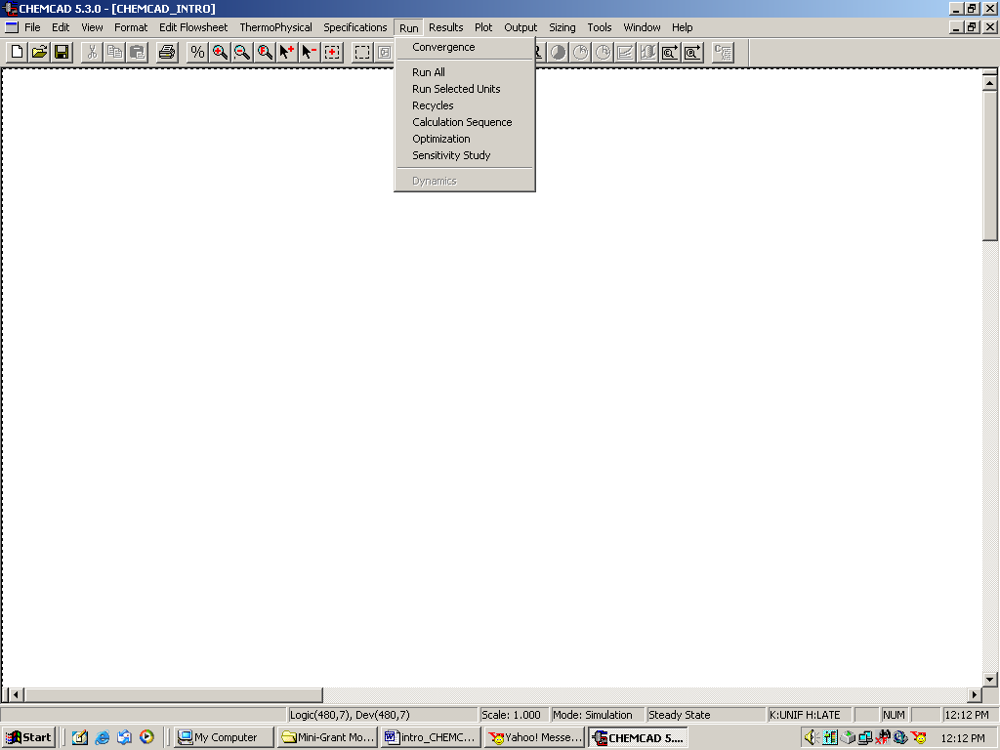 CHEMCAD 5.3.0 - [CHEMCAD_INTRO]
File Edit View Format Edit Flowsheet ThermoPhysical Specifications Run Results Plot Output Sizing Tools Window Help
%
Convergence
Run All
Run Selected Units
Recycles
Calculation Sequence
Optimization
Sensitivity Study
Dynamics
Logic(480,7), Dev(480,7) Scale: 1.000 Mode: Simulation Steady State K:UNIF H:LATE NUM 12:12 PM
Start My Computer Mini-Grant Mo... intro_CHEMC... Yahoo! Messe... CHEMCAD 5.... 12:12 PM